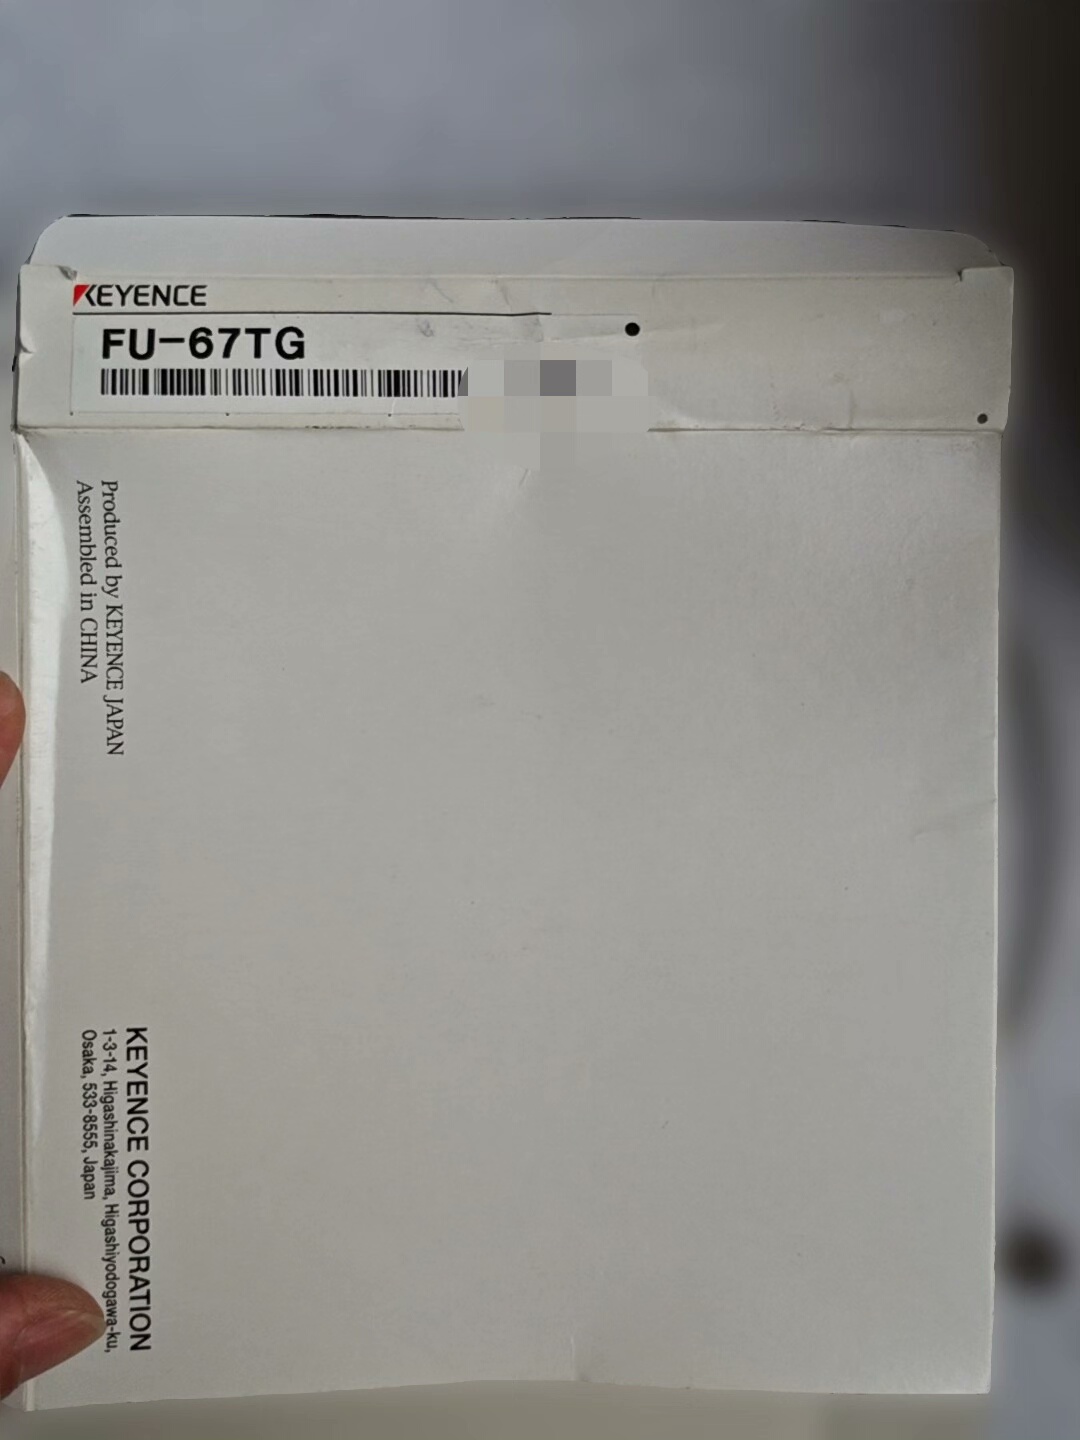 KEYENCE
FU-67TG
Produced by KEYENCE JAPAN
Assembled in CHINA
KEYENCE CORPORATION
1-3-14, Higashinakajima, Higashiyodogawa-ku,
Osaka, 533-8555, Japan